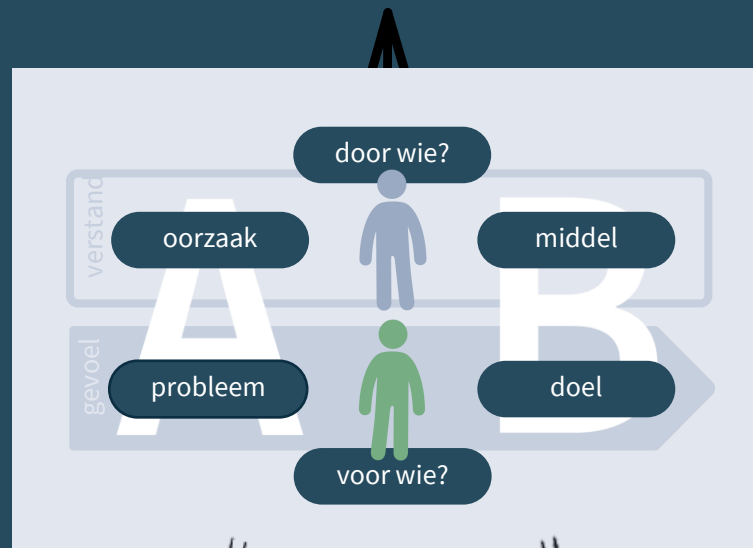 door wie?
verstand
A
B
oorzaak
middel
gevoel
probleem
doel
voor wie?